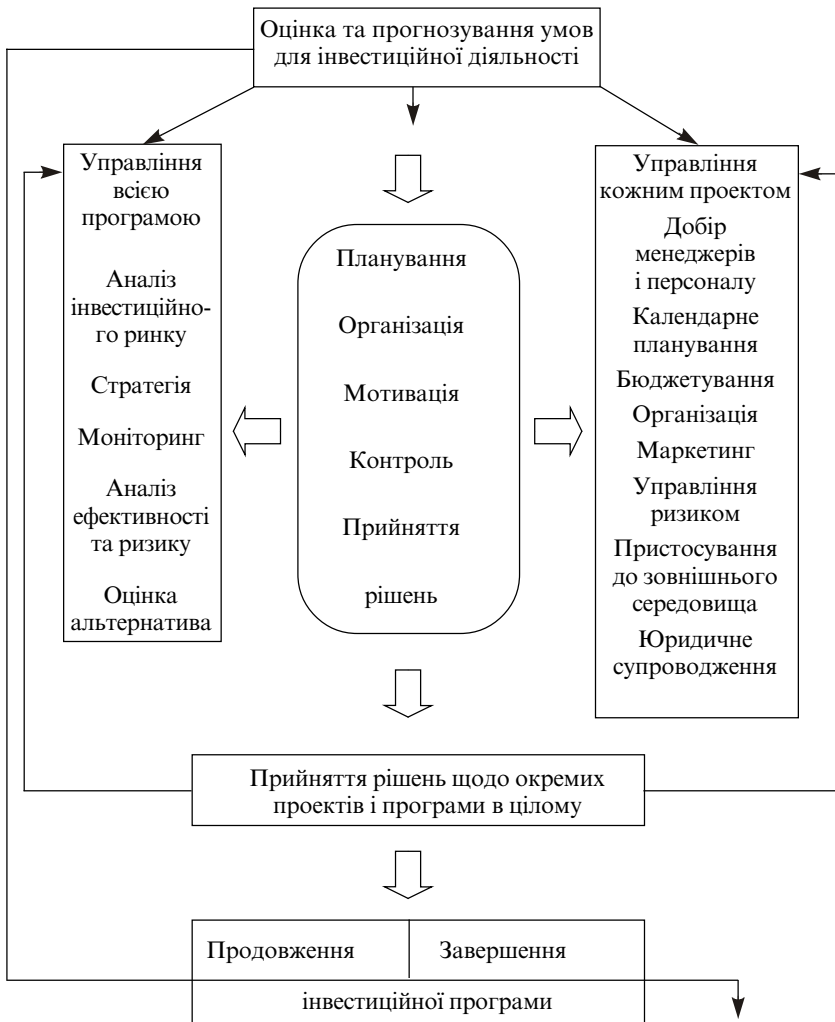 Оцінка та прогнозування умов
для інвестиційної діяльності
Управління
всією
програмою
Аналіз
інвестиційно-
го ринку
Стратегія
Моніторинг
Аналіз
ефективності
та ризику
Оцінка
альтернатива
Планування
Організація
Мотивація
Контроль
Прийняття
рішень
Управління
кожним проектом
Добір
менеджерів
і персоналу
Календарне
планування
Бюджетування
Організація
Маркетинг
Управління
ризиком
Пристосування
до зовнішнього
середовища
Юридичне
супроводження
Прийняття рішень щодо окремих
проектів і програми в цілому
Продовження
Завершення
інвестиційної програми